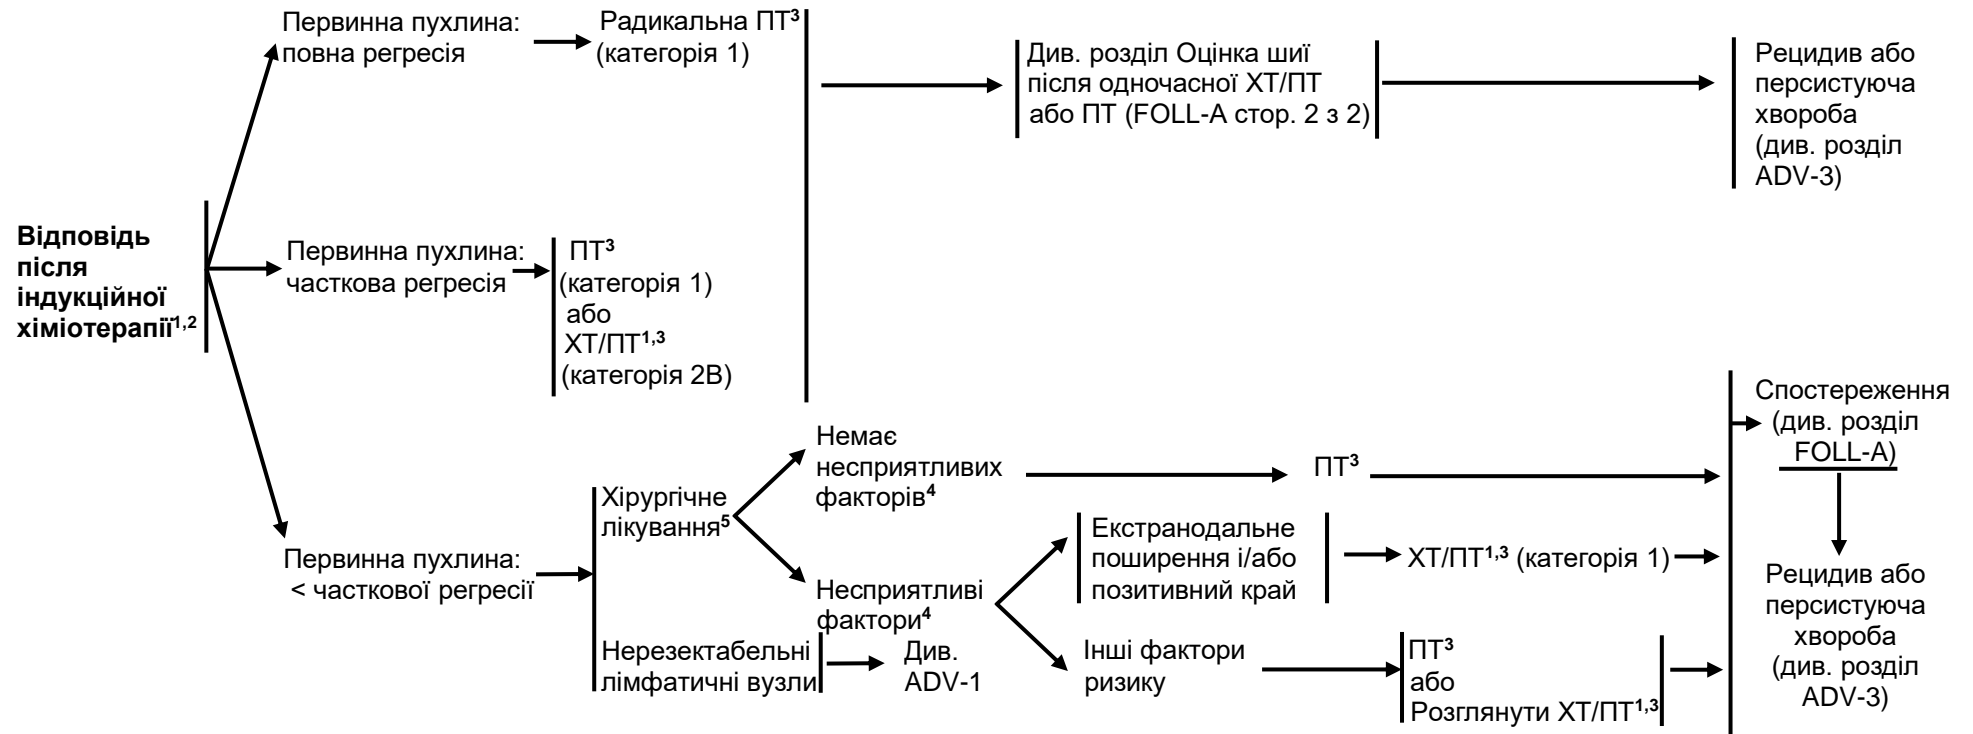 Відповідь
після
індукційної
хіміотерапії1,2
Первинна пухлина:
повна регресія
Радикальна ПТ3
(категорія 1)
Див. розділ Оцінка шиї
після одночасної ХТ/ПТ
або ПТ (FOLL-A стор. 2 з 2)
Рецидив або
персистуюча
хвороба
(див. розділ
ADV-3)
Первинна пухлина:
часткова регресія
ПТ3
(категорія 1)
або
ХТ/ПТ1,3
(категорія 2B)
Первинна пухлина:
< часткової регресії
Хірургічне
лікування5
Немає
несприятливих
факторів4
ПТ3
Несприятливі
фактори4
Екстранодальне
поширення і/або
позитивний край
ХТ/ПТ1,3 (категорія 1)
Інші фактори
ризику
ПТ3
або
Розглянути ХТ/ПТ1,3
Нерезектабельні
лімфатичні вузли
Див.
ADV-1
Спостереження
(див. розділ
FOLL-A)
Рецидив або
персистуюча
хвороба
(див. розділ
ADV-3)